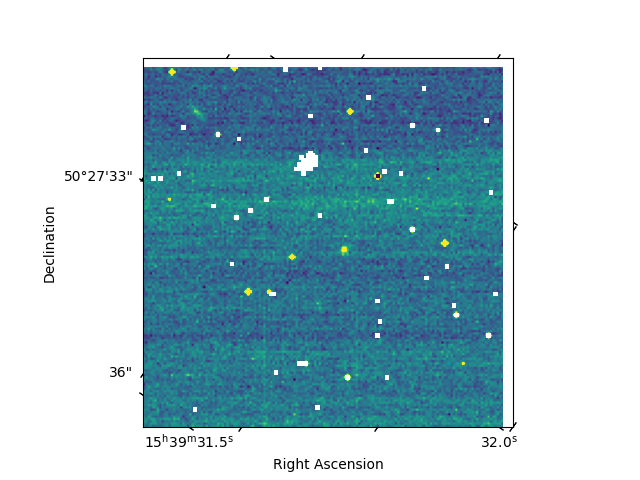 50°27'33"
Declination
36"
15ʰ39ᵐ31.5ˢ
32.0ˢ
Right Ascension